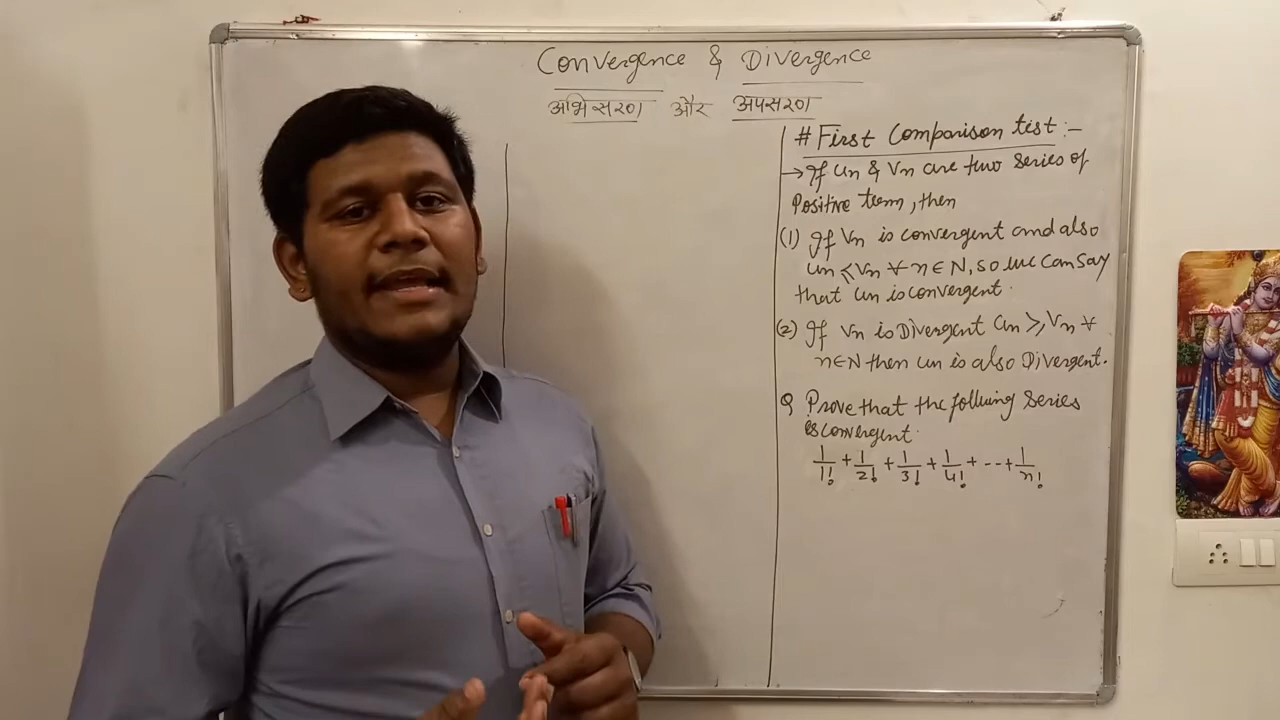 Convergence & Divergence
अभिसरण और अपसरण
# First Comparison test :-
→ If un & Vn are two series of
Positive term, then
(1) If Vn is convergent and also
un ≤ Vn ∀ n ∈ N, so we can say
that un is convergent.
(2) If Vn is Divergent un ≥ Vn ∀
n ∈ N then un is also Divergent.
Q Prove that the following series
is convergent.
1/1! + 1/2! + 1/3! + 1/4! + --- + 1/n!